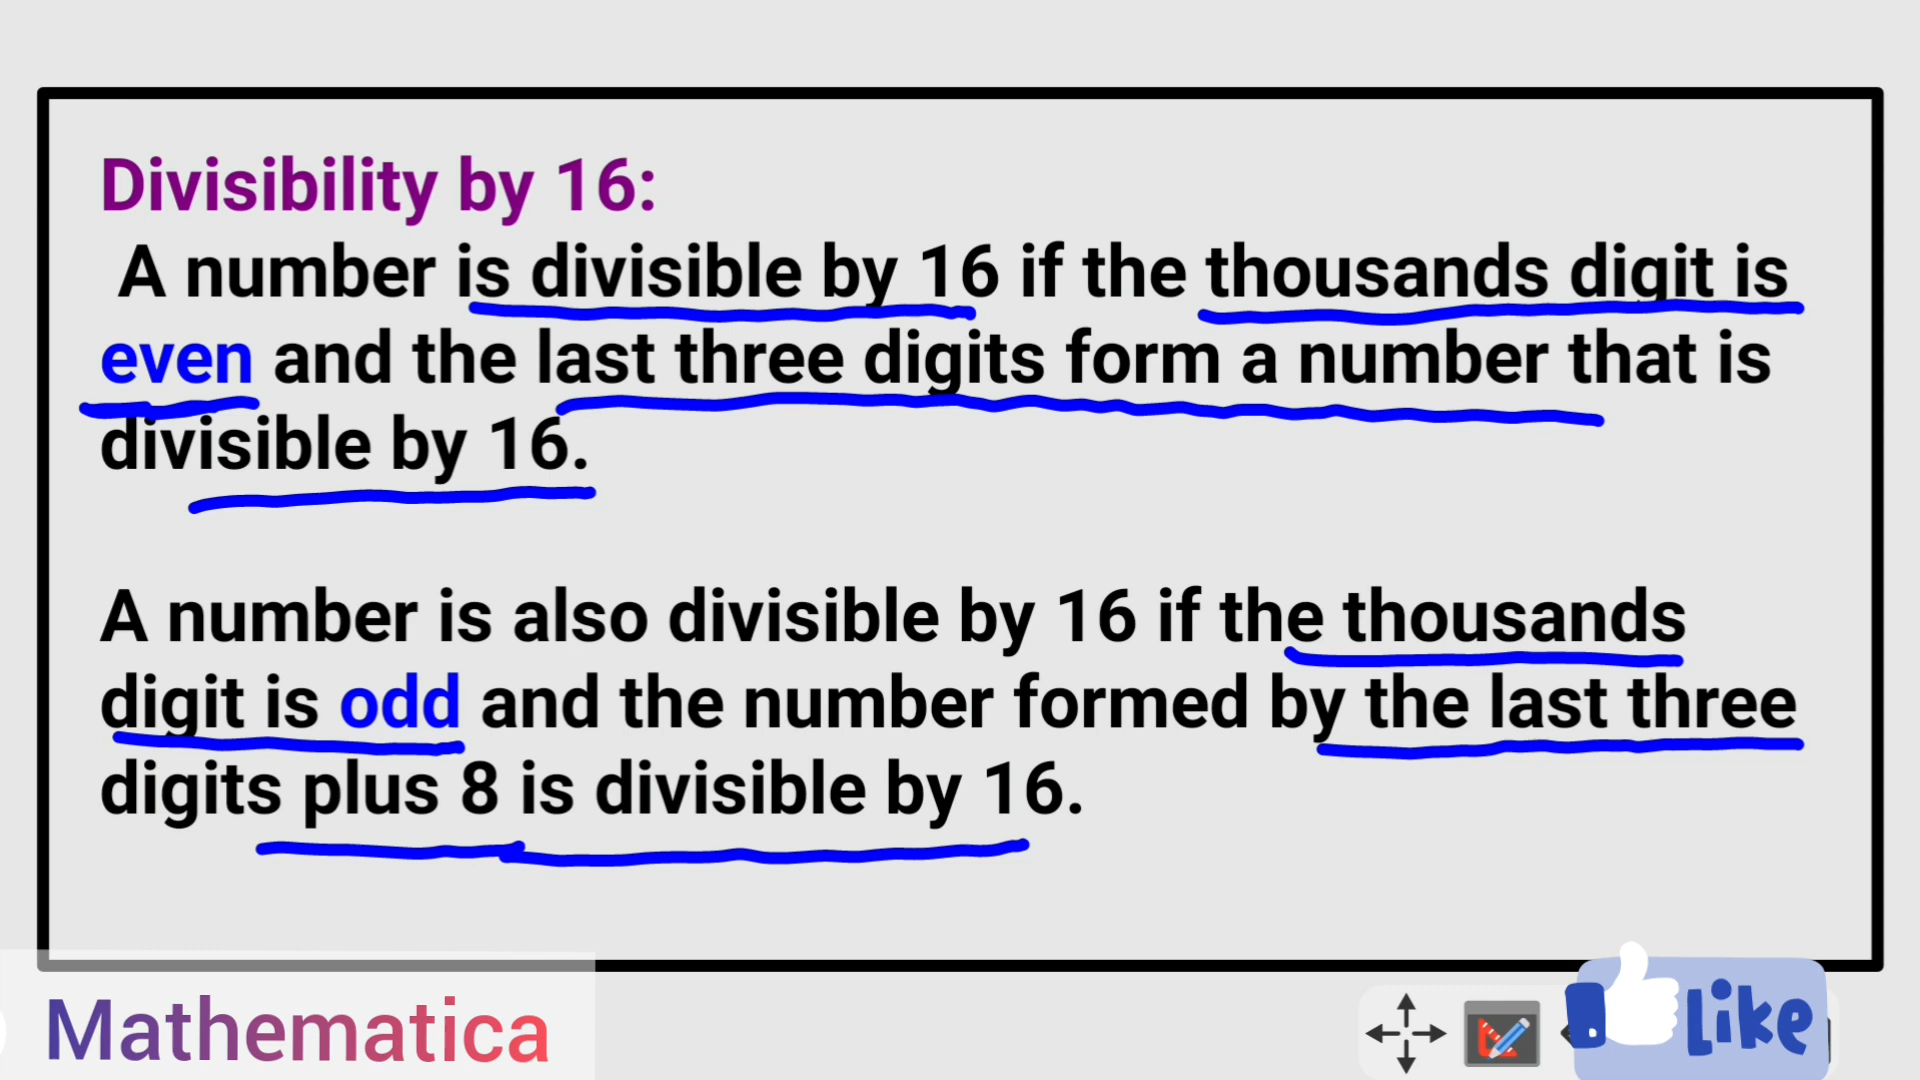 Divisibility by 16:
A number is divisible by 16 if the thousands digit is
even and the last three digits form a number that is
divisible by 16.
A number is also divisible by 16 if the thousands
digit is odd and the number formed by the last three
digits plus 8 is divisible by 16.
Mathematica
Like